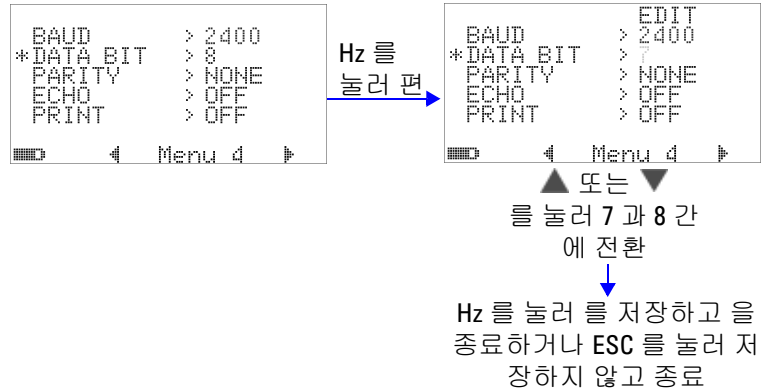 BAUD > 2400
*DATA BIT > 8
PARITY > NONE
ECHO > OFF
PRINT > OFF
Menu 4
Hz 를
눌러 편
EDIT
BAUD > 2400
*DATA BIT > 7
PARITY > NONE
ECHO > OFF
PRINT > OFF
Menu 4
▲ 또는 ▼
를 눌러 7 과 8 간
에 전환
Hz 를 눌러 를 저장하고 을
종료하거나 ESC 를 눌러 저
장하지 않고 종료